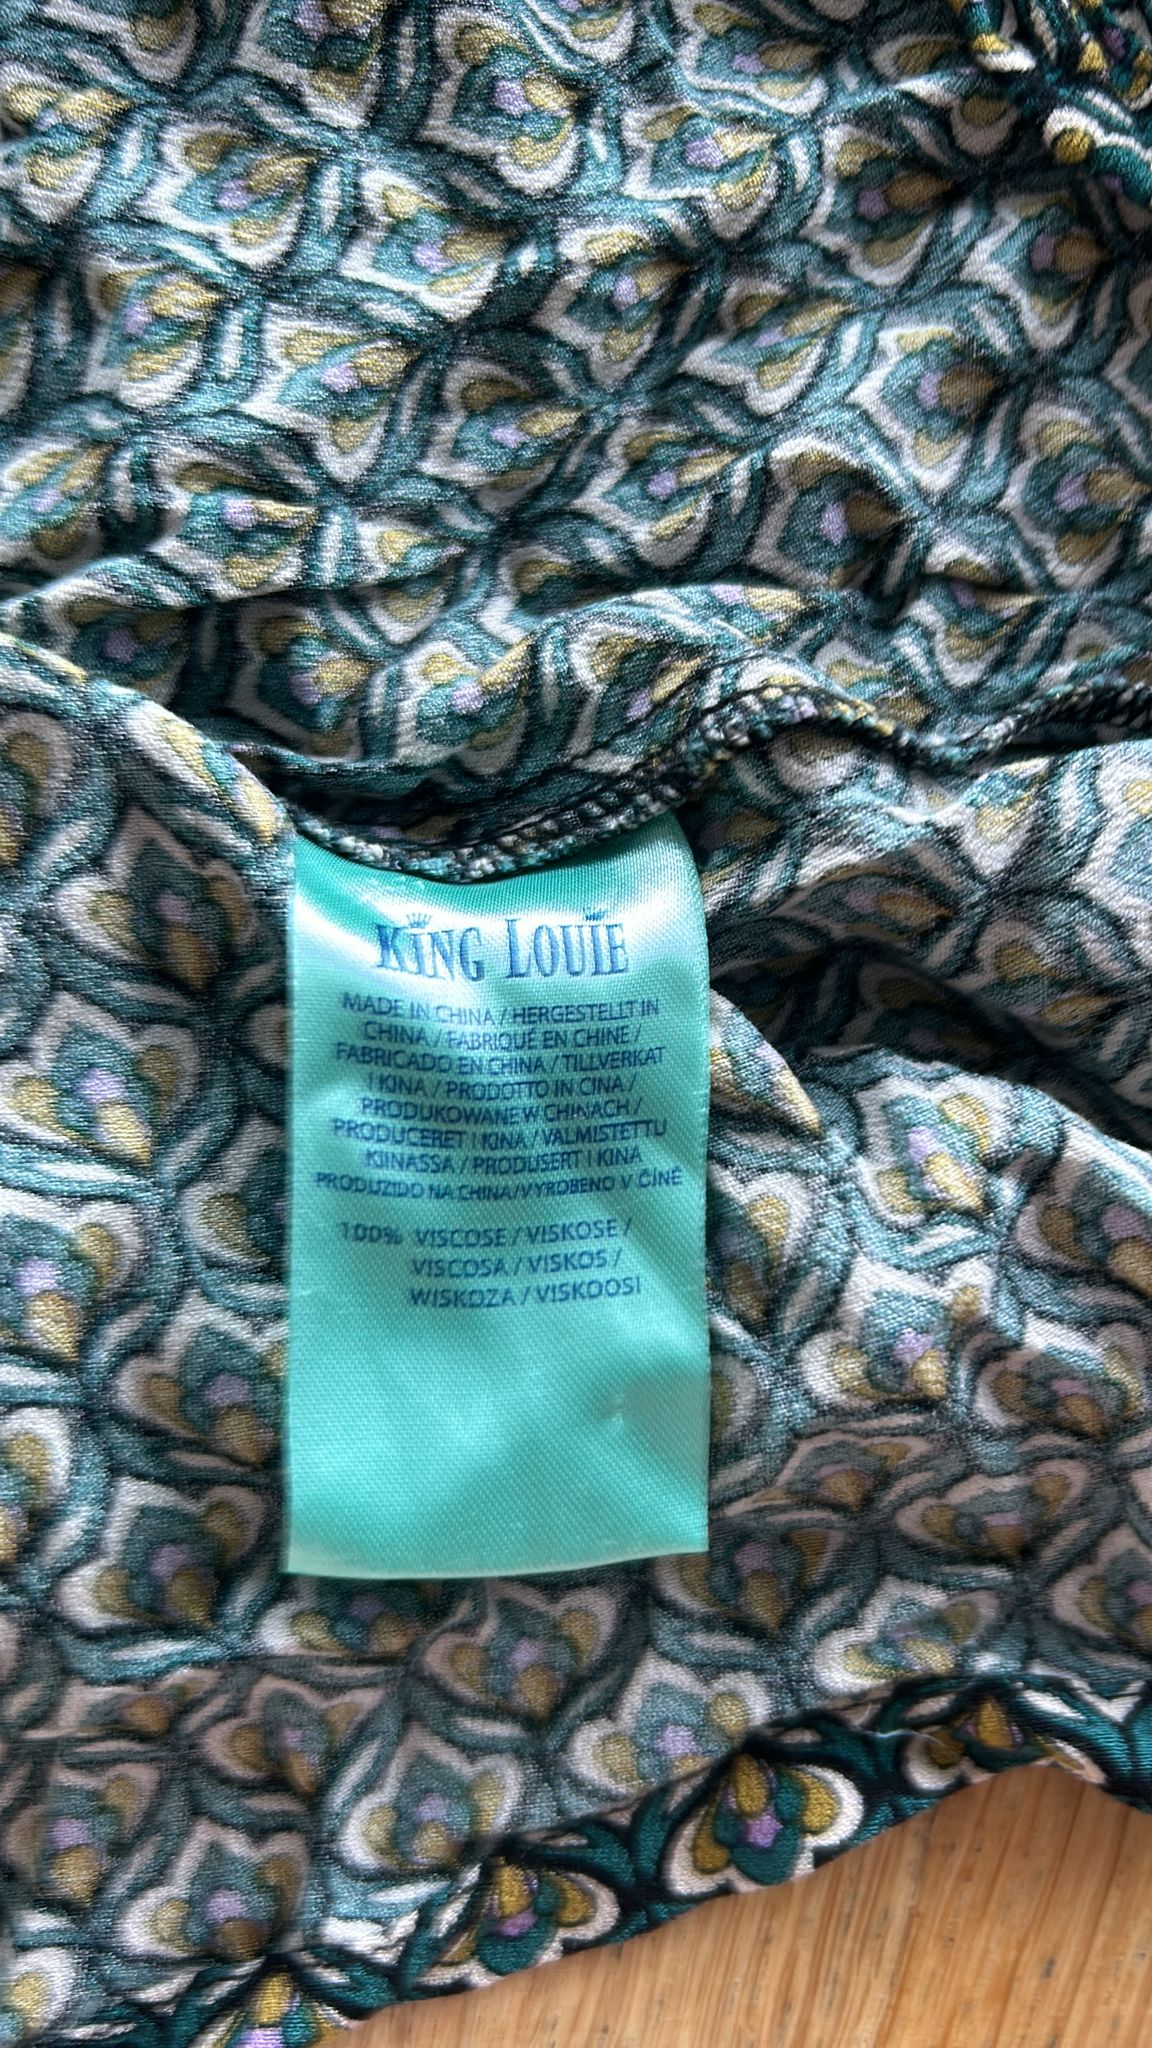 KING LOUIE
MADE IN CHINA / HERGESTELLT IN
CHINA / FABRIQUÉ EN CHINE /
FABRICADO EN CHINA / TILLVERKAT
I KINA / PRODOTTO IN CINA /
PRODUKOWANE W CHINACH /
PRODUCERET I KINA / VALMISTETTU
KIINASSA / PRODUSERT I KINA
PRODUZIDO NA CHINA/VYROBENO V ČÍNĚ
100% VISCOSE / VISKOSE /
VISCOSA / VISKOS /
WISKOZA / VISKOOSI